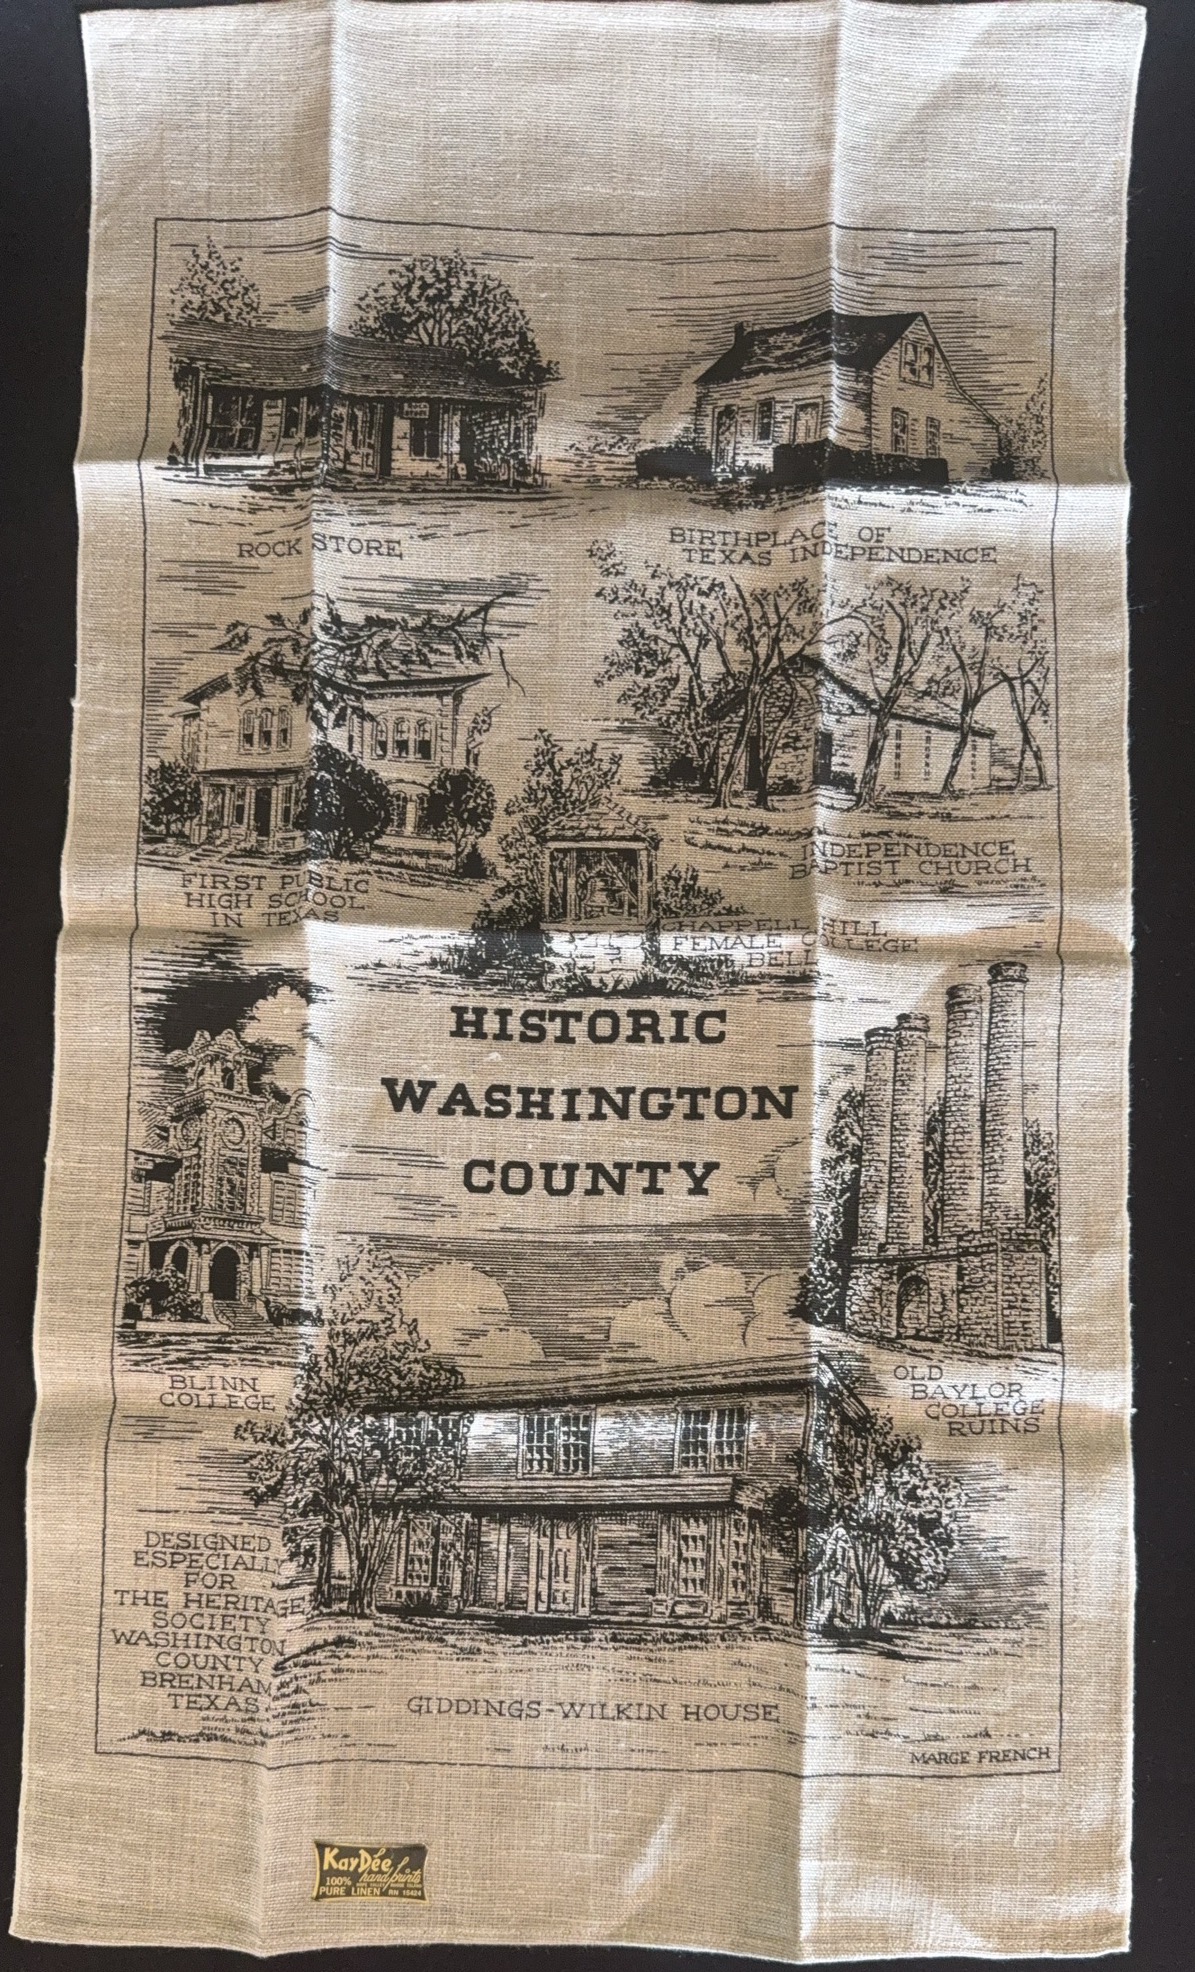 ROCK STORE
BIRTHPLACE OF
TEXAS INDEPENDENCE
FIRST PUBLIC
HIGH SCHOOL
IN TEXAS
INDEPENDENCE
BAPTIST CHURCH
CHAPPELL HILL
FEMALE COLLEGE
BELL
HISTORIC
WASHINGTON
COUNTY
BLINN
COLLEGE
OLD
BAYLOR
COLLEGE
RUINS
DESIGNED
ESPECIALLY
FOR
THE HERITAGE
SOCIETY
WASHINGTON
COUNTY
BRENHAM
TEXAS
GIDDINGS-WILKIN HOUSE
MARGE FRENCH
KayDee
hand prints
100%
PURE LINEN RN 15424